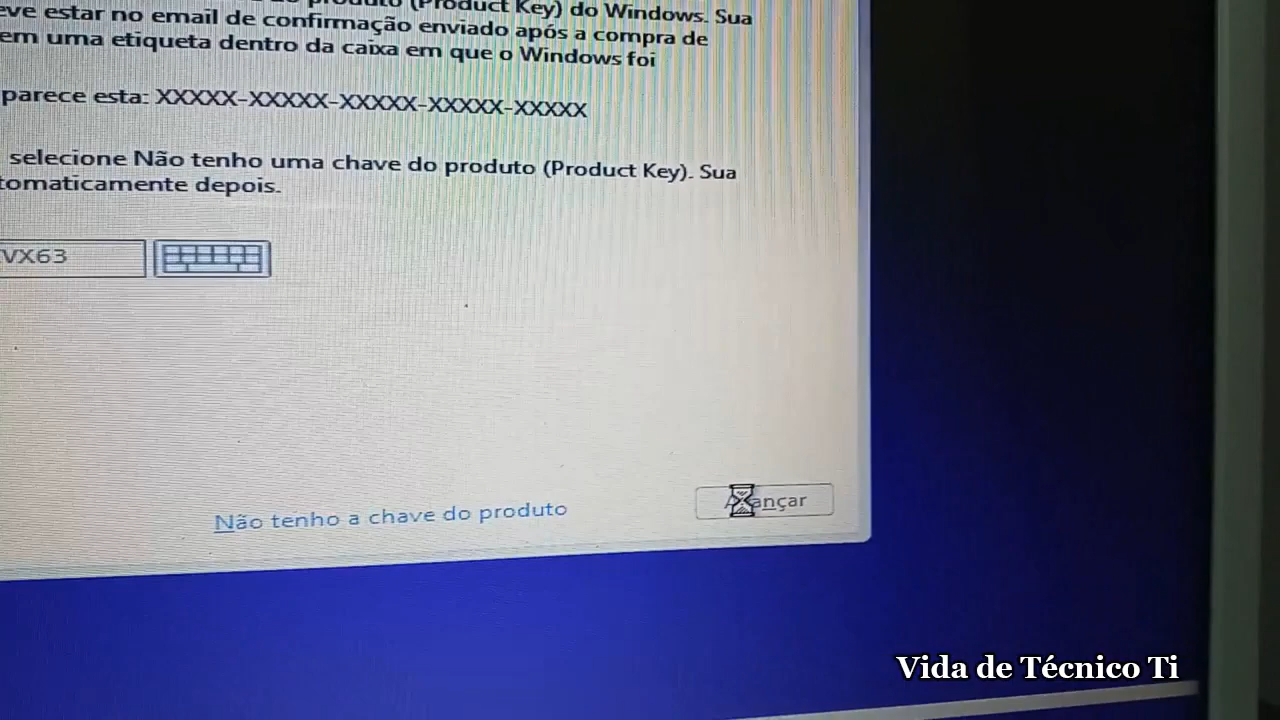 produto (Product Key) do Windows. Sua
eve estar no email de confirmação enviado após a compra de
em uma etiqueta dentro da caixa em que o Windows foi
parece esta: XXXXX-XXXXX-XXXXX-XXXXX-XXXXX
selecione Não tenho uma chave do produto (Product Key). Sua
tomaticamente depois.
VX63
Não tenho a chave do produto
Avançar
Vida de Técnico Ti